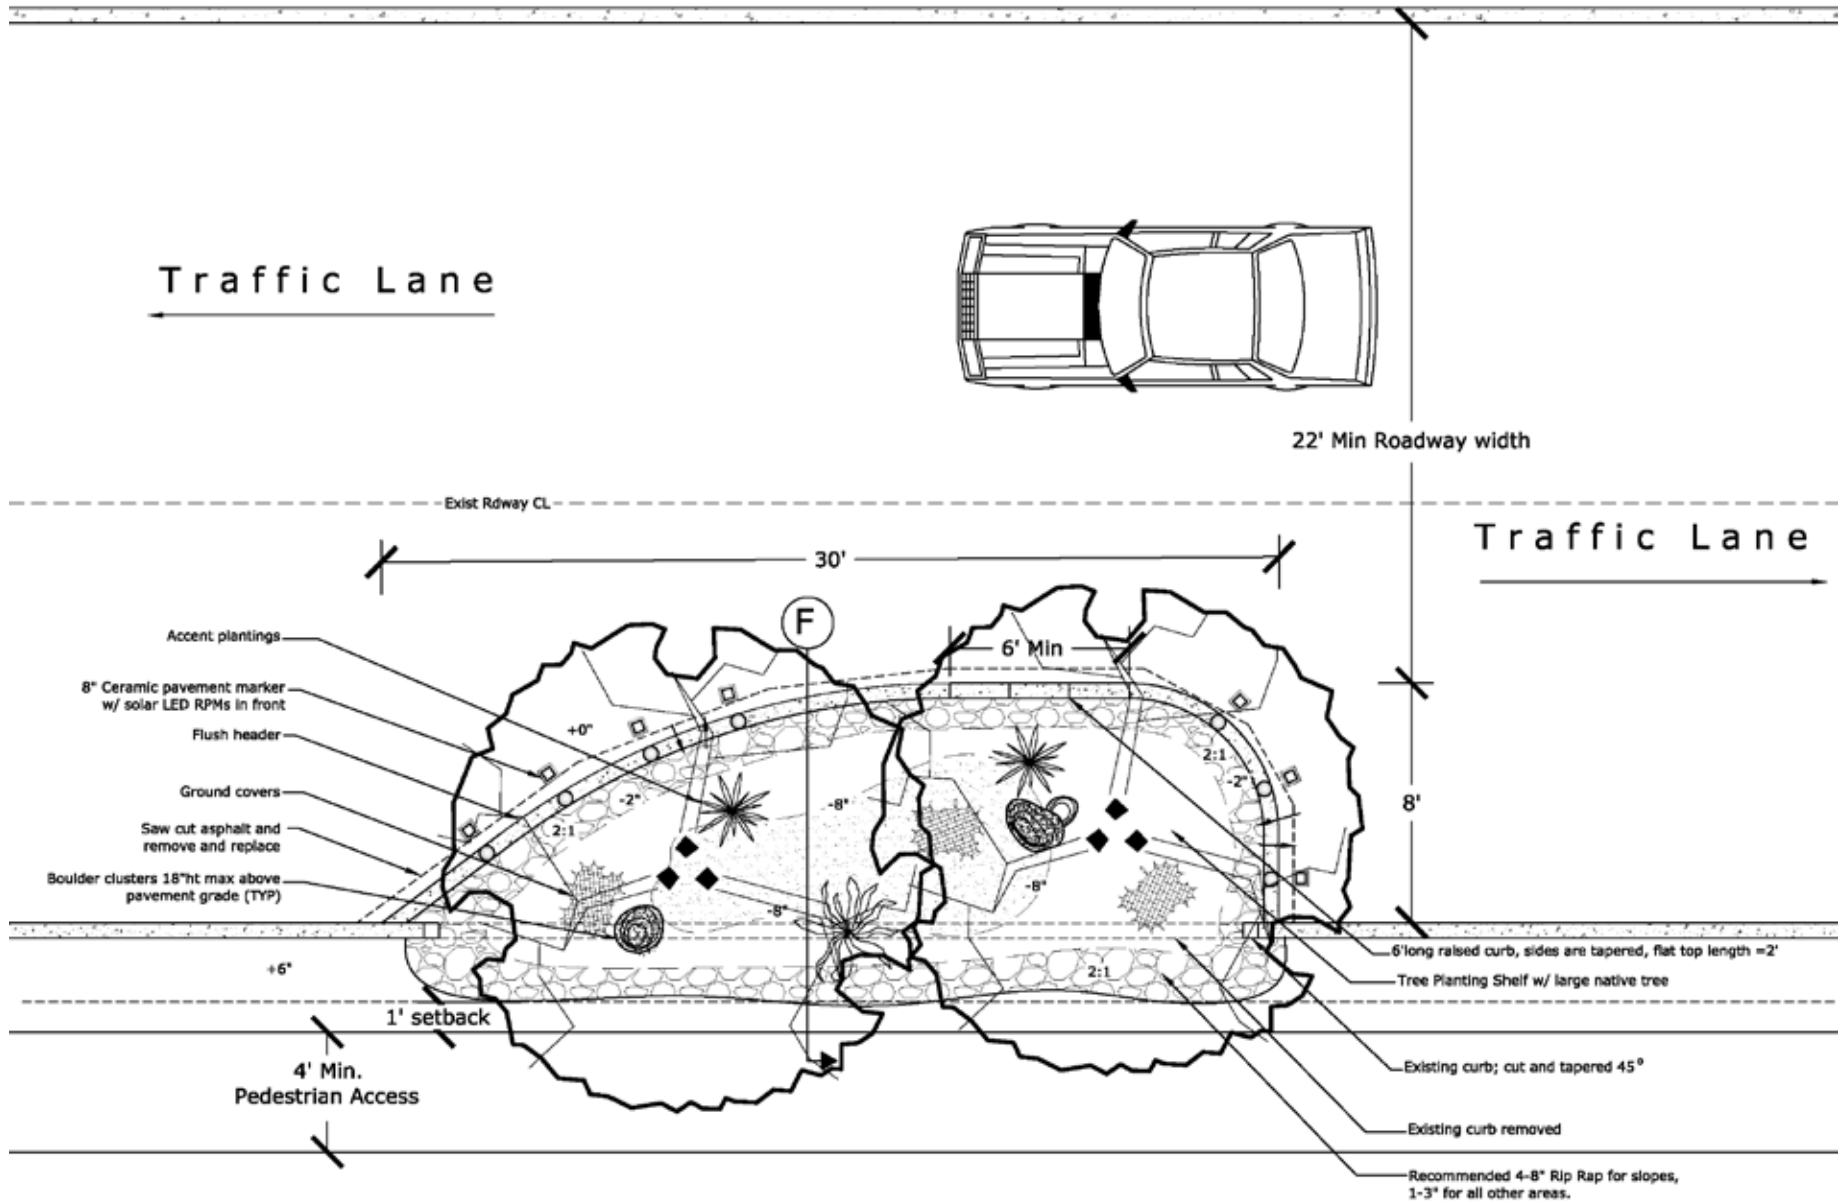 Traffic Lane
22' Min Roadway width
Exist Rdway CL
Traffic Lane
30'
F
6' Min
Accent plantings
8" Ceramic pavement marker
w/ solar LED RPMs in front
Flush header
Ground covers
Saw cut asphalt and
remove and replace
Boulder clusters 18"ht max above
pavement grade (TYP)
+0"
-2"
2:1
-8"
-8"
-8"
2:1
-2"
8'
+6"
2:1
1' setback
4' Min.
Pedestrian Access
6'long raised curb, sides are tapered, flat top length =2'
Tree Planting Shelf w/ large native tree
Existing curb; cut and tapered 45°
Existing curb removed
Recommended 4-8" Rip Rap for slopes,
1-3" for all other areas.